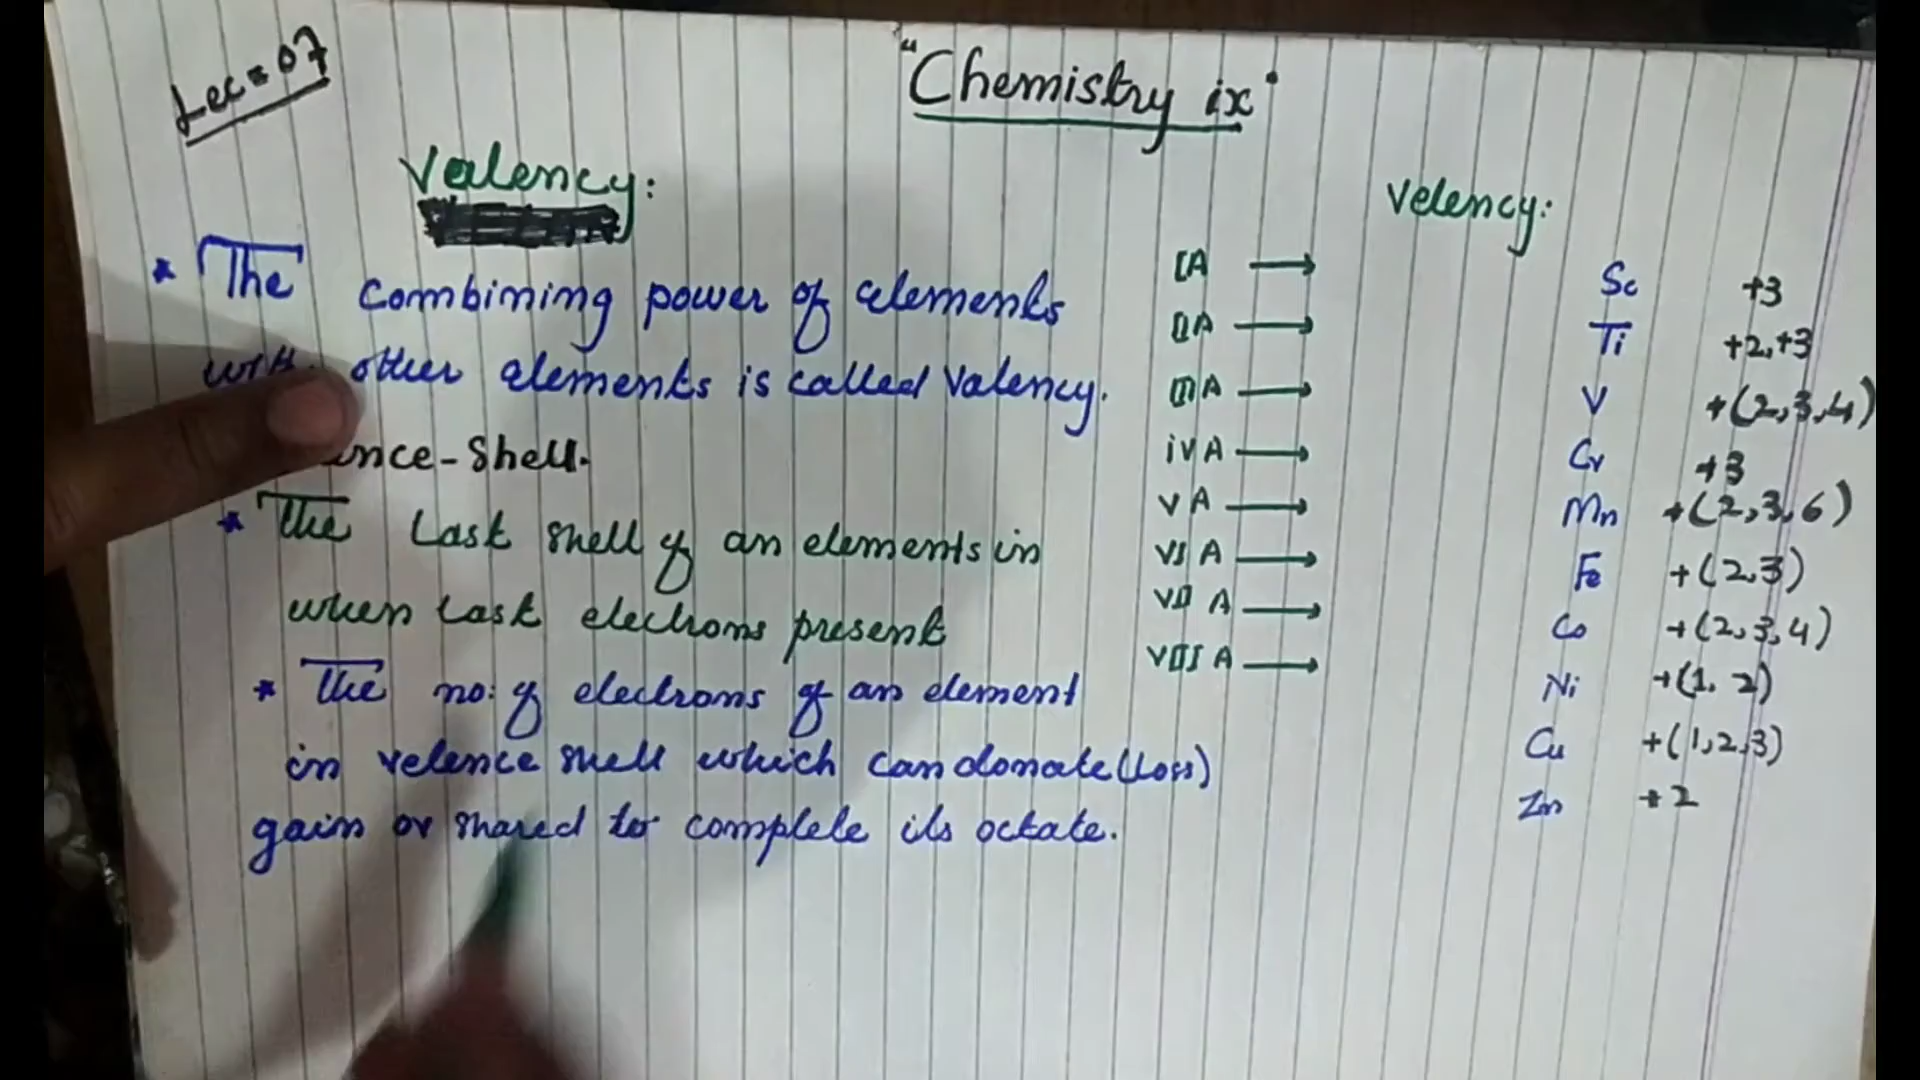 Lec = 07
"Chemistry ix"
Valency:
* The combining power of elements
with other elements is called Valency.
ence-Shell.
* The Last shell of an elements in
when Last electrons present
* The no: of electrons of an element
in velence shell which can donate (Loss)
gain or shared to complete its octate.
Velency:
IA →
IIA →
IIIA →
iVA →
VA →
VIA →
VIIA →
VIIIA →
Sc +3
Ti +2,+3
V +(2,3,4)
Cr +3
Mn +(2,3,6)
Fe +(2,3)
Co +(2,3,4)
Ni +(1,2)
Cu +(1,2,3)
Zn +2